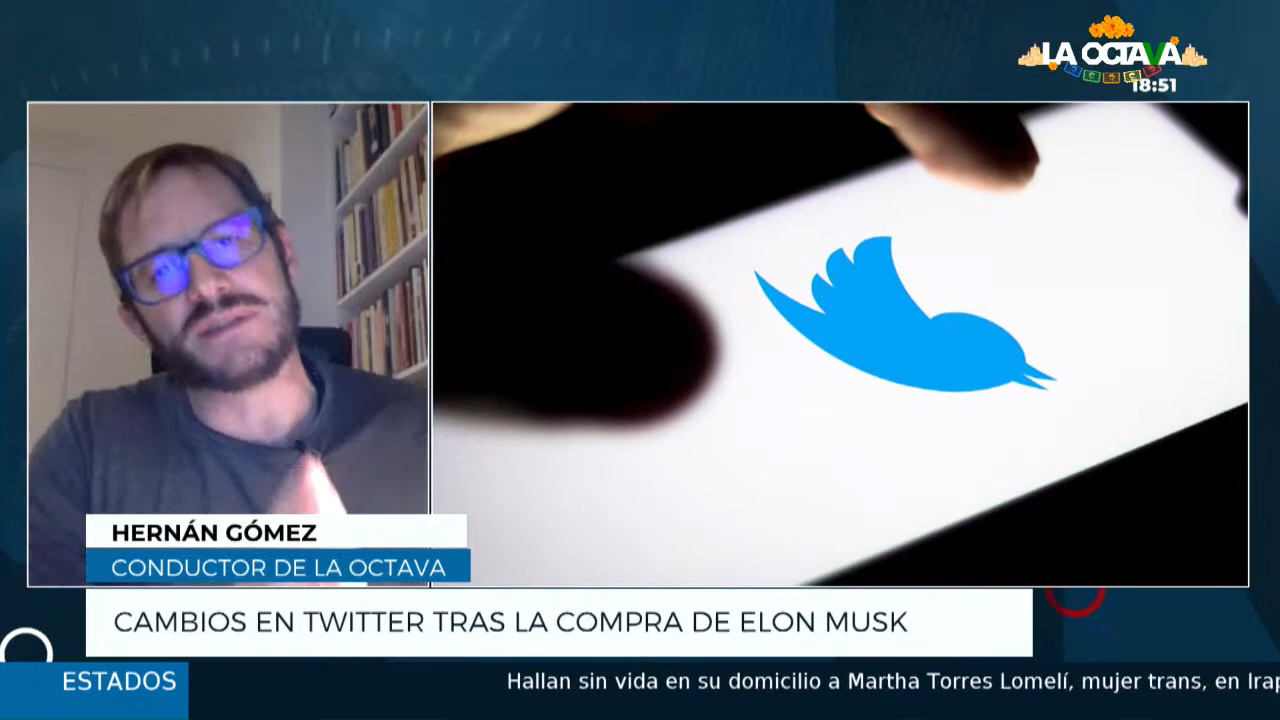 LA OCTAVA
18:51
HERNÁN GÓMEZ
CONDUCTOR DE LA OCTAVA
CAMBIOS EN TWITTER TRAS LA COMPRA DE ELON MUSK
ESTADOS
Hallan sin vida en su domicilio a Martha Torres Lomelí, mujer trans, en Irap